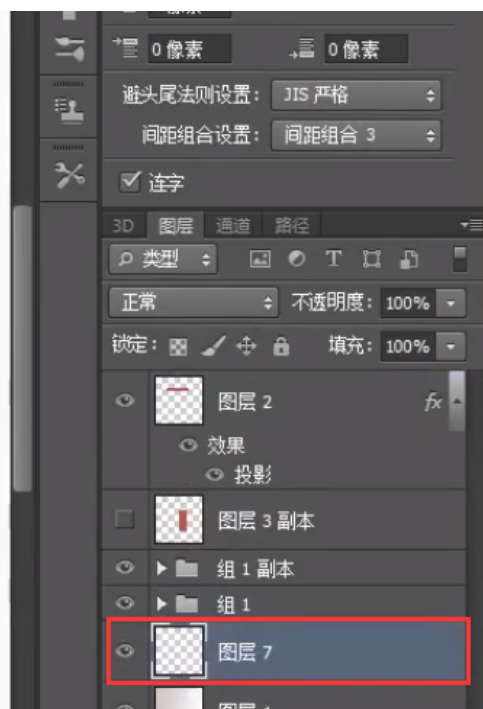 0 像素 0 像素
避头尾法则设置： JIS 严格
间距组合设置： 间距组合 3
连字
3D 图层 通道 路径
类型 T
正常 不透明度： 100%
锁定： 填充： 100%
图层 2 fx
效果
投影
图层 3 副本
组 1 副本
组 1
图层 7